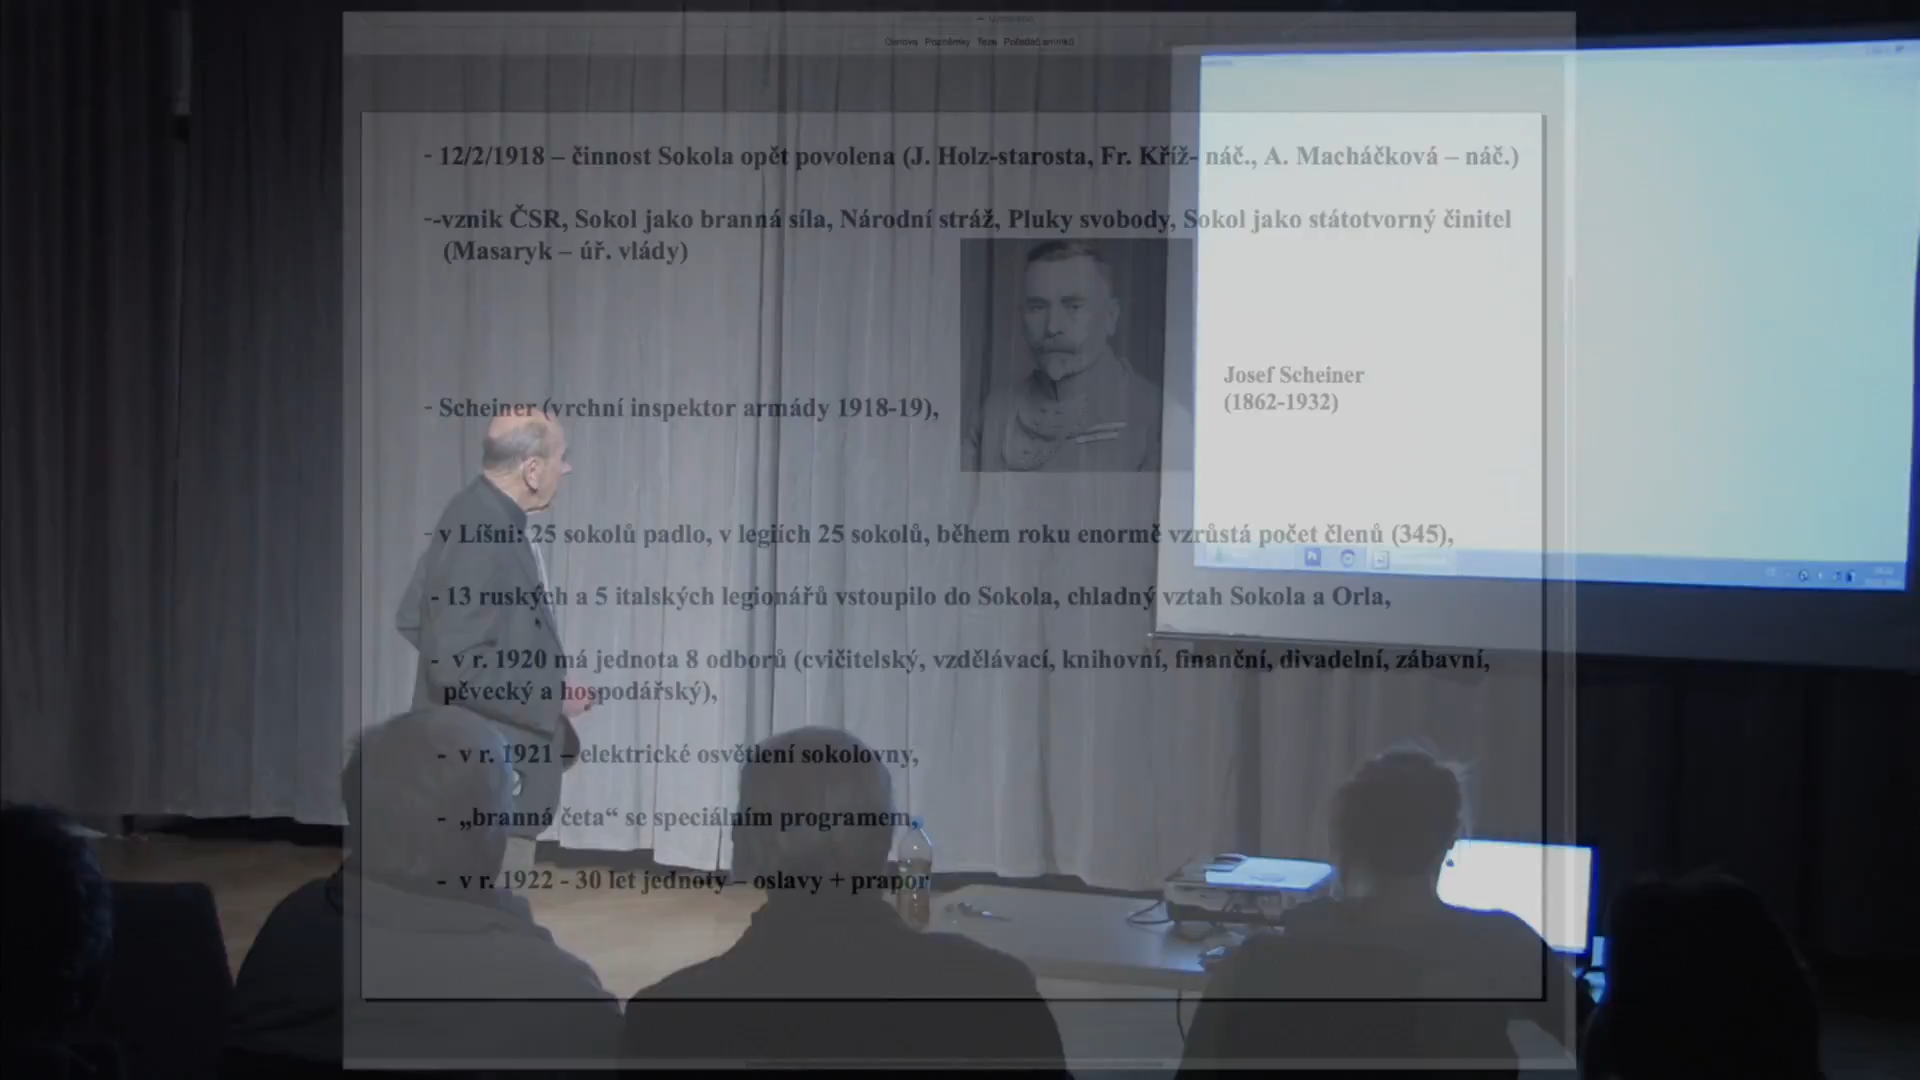 Osnova Poznámky Teze Pořadač snímků
- 12/2/1918 – činnost Sokola opět povolena (J. Holz-starosta, Fr. Kříž- náč., A. Macháčková – náč.)
--vznik ČSR, Sokol jako branná síla, Národní stráž, Pluky svobody, Sokol jako státotvorný činitel
(Masaryk – úř. vlády)
Josef Scheiner
(1862-1932)
- Scheiner (vrchní inspektor armády 1918-19),
- v Líšni: 25 sokolů padlo, v legiích 25 sokolů, během roku enormě vzrůstá počet členů (345),
- 13 ruských a 5 italských legionářů vstoupilo do Sokola, chladný vztah Sokola a Orla,
- v r. 1920 má jednota 8 odborů (cvičitelský, vzdělávací, knihovní, finanční, divadelní, zábavní,
pěvecký a hospodářský),
- v r. 1921 – elektrické osvětlení sokolovny,
- „branná četa“ se speciálním programem,
- v r. 1922 - 30 let jednoty – oslavy + prapor